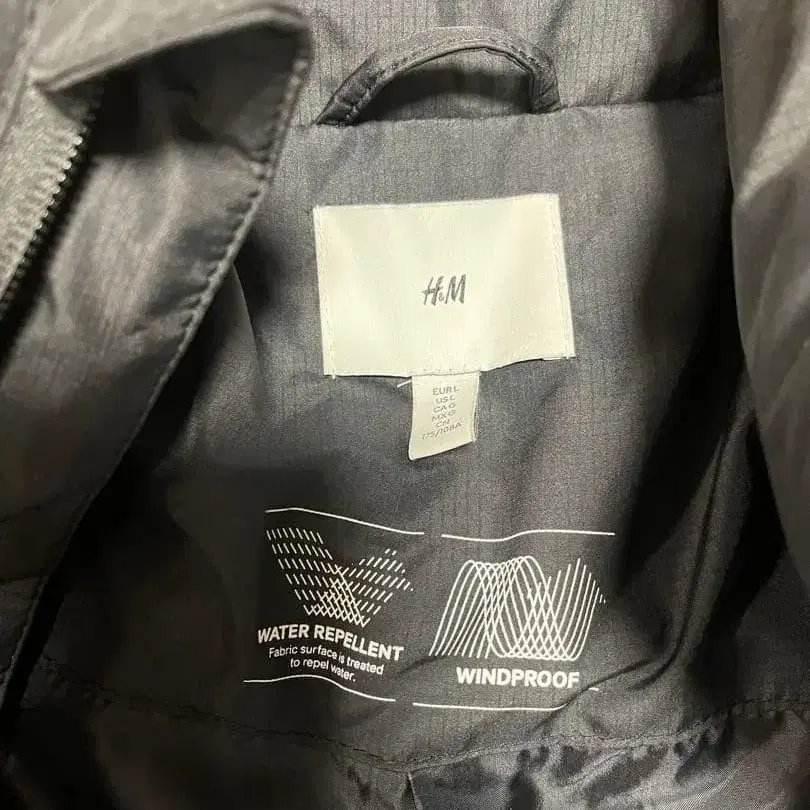 H&M
EUR L
US L
CA G
MX G
CN
175/108A
WATER REPELLENT
Fabric surface is treated
to repel water.
WINDPROOF